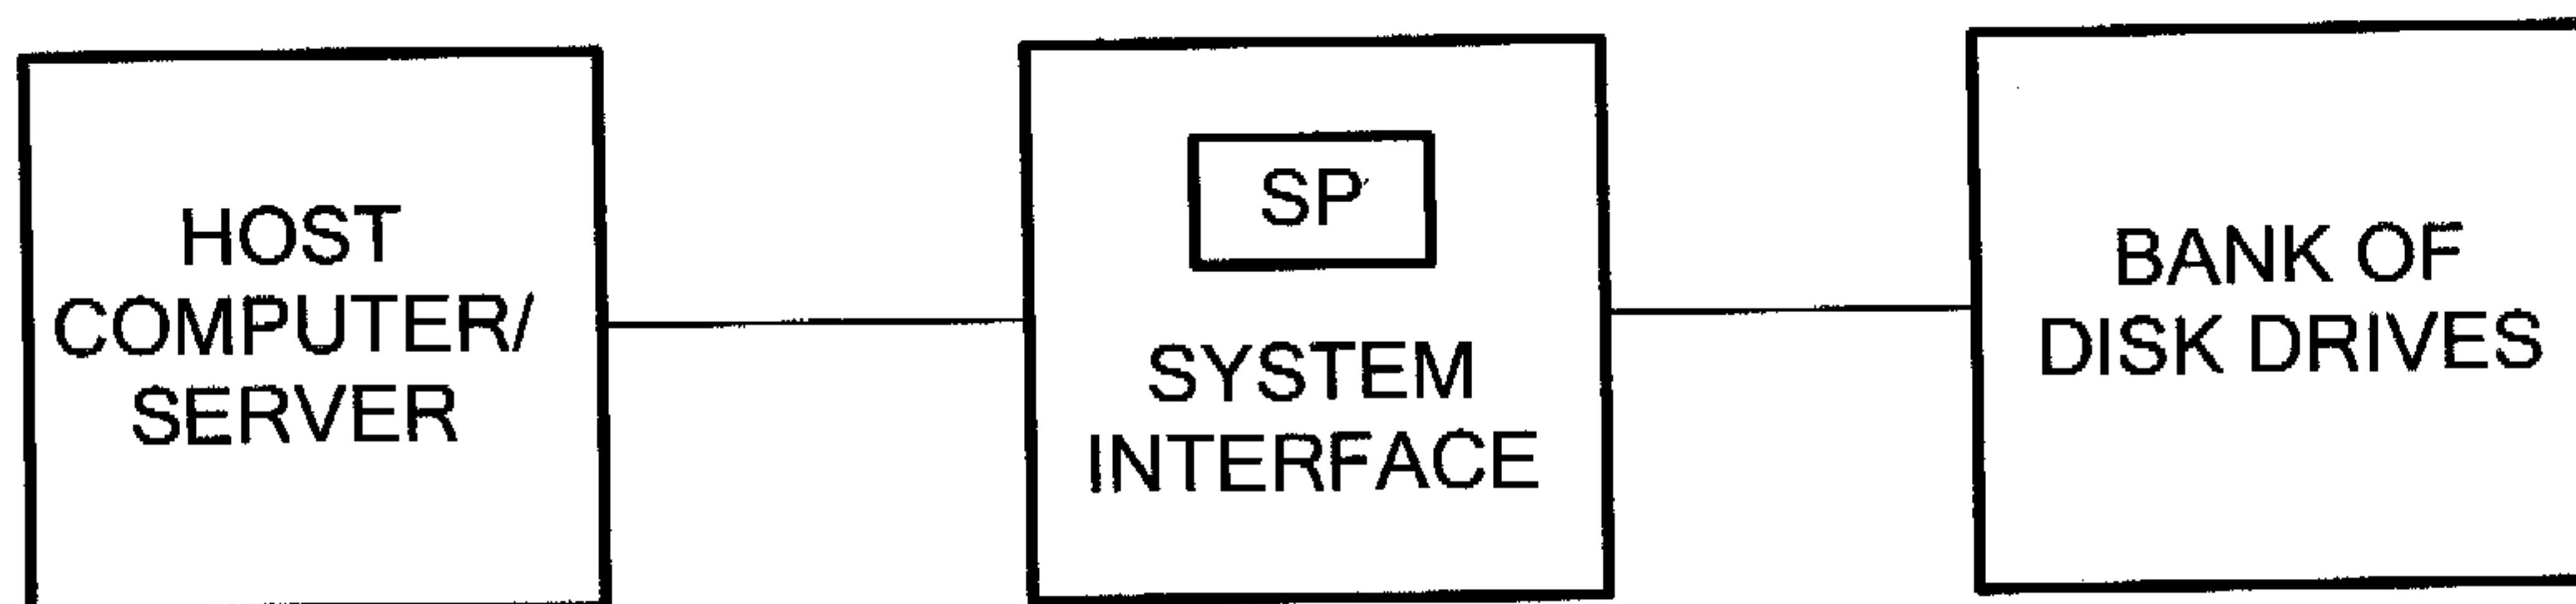 HOST
COMPUTER/
SERVER
SP
SYSTEM
INTERFACE
BANK OF
DISK DRIVES